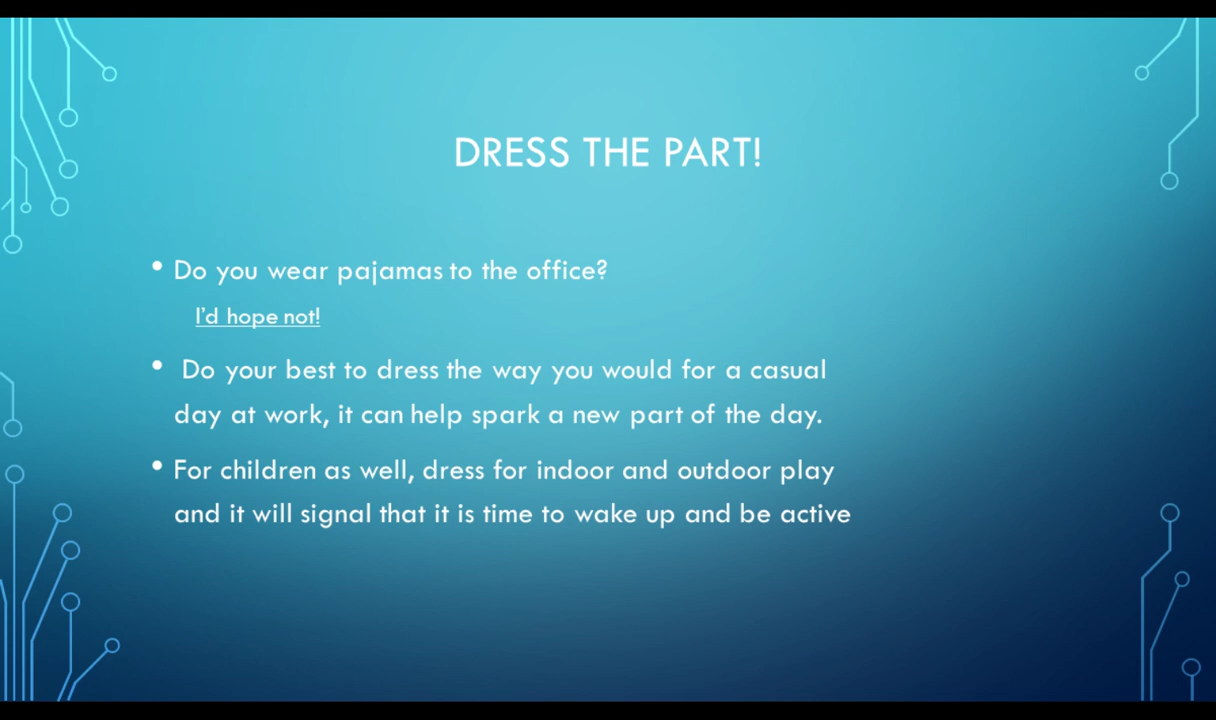 DRESS THE PART!
• Do you wear pajamas to the office?
I'd hope not!
• Do your best to dress the way you would for a casual
day at work, it can help spark a new part of the day.
• For children as well, dress for indoor and outdoor play
and it will signal that it is time to wake up and be active